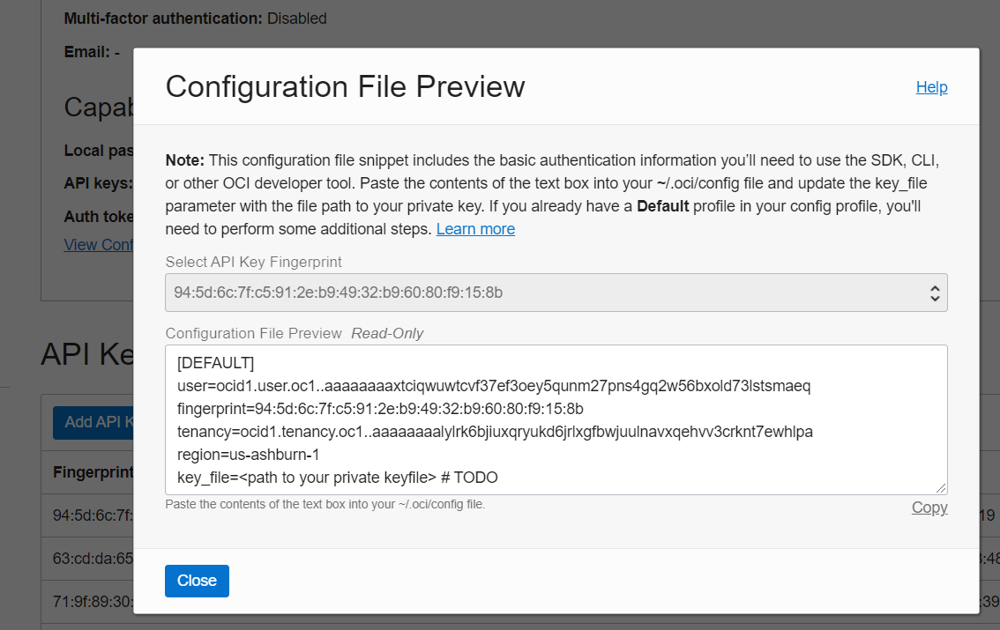 Multi-factor authentication: Disabled
Email: -
Configuration File Preview
Help
Note: This configuration file snippet includes the basic authentication information you’ll need to use the SDK, CLI,
or other OCI developer tool. Paste the contents of the text box into your ~/.oci/config file and update the key_file
parameter with the file path to your private key. If you already have a Default profile in your config profile, you'll
need to perform some additional steps. Learn more
Select API Key Fingerprint
94:5d:6c:7f:c5:91:2e:b9:49:32:b9:60:80:f9:15:8b
Configuration File Preview Read-Only
[DEFAULT]
user=ocid1.user.oc1..aaaaaaaaxtciqwuwtcvf37ef3oey5qunm27pns4gq2w56bxold73lstsmaeq
fingerprint=94:5d:6c:7f:c5:91:2e:b9:49:32:b9:60:80:f9:15:8b
tenancy=ocid1.tenancy.oc1..aaaaaaaalylrk6bjiuxqryukd6jrlxgfbwjuulnavxqehvv3crknt7ewhlpa
region=us-ashburn-1
key_file=<path to your private keyfile> # TODO
Paste the contents of the text box into your ~/.oci/config file.
Copy
Close
Capab
Local pas
API keys:
Auth toke
View Conf
API Ke
Add API K
Fingerprint
94:5d:6c:7f:
63:cd:da:65
71:9f:89:30:
19
:48
:39